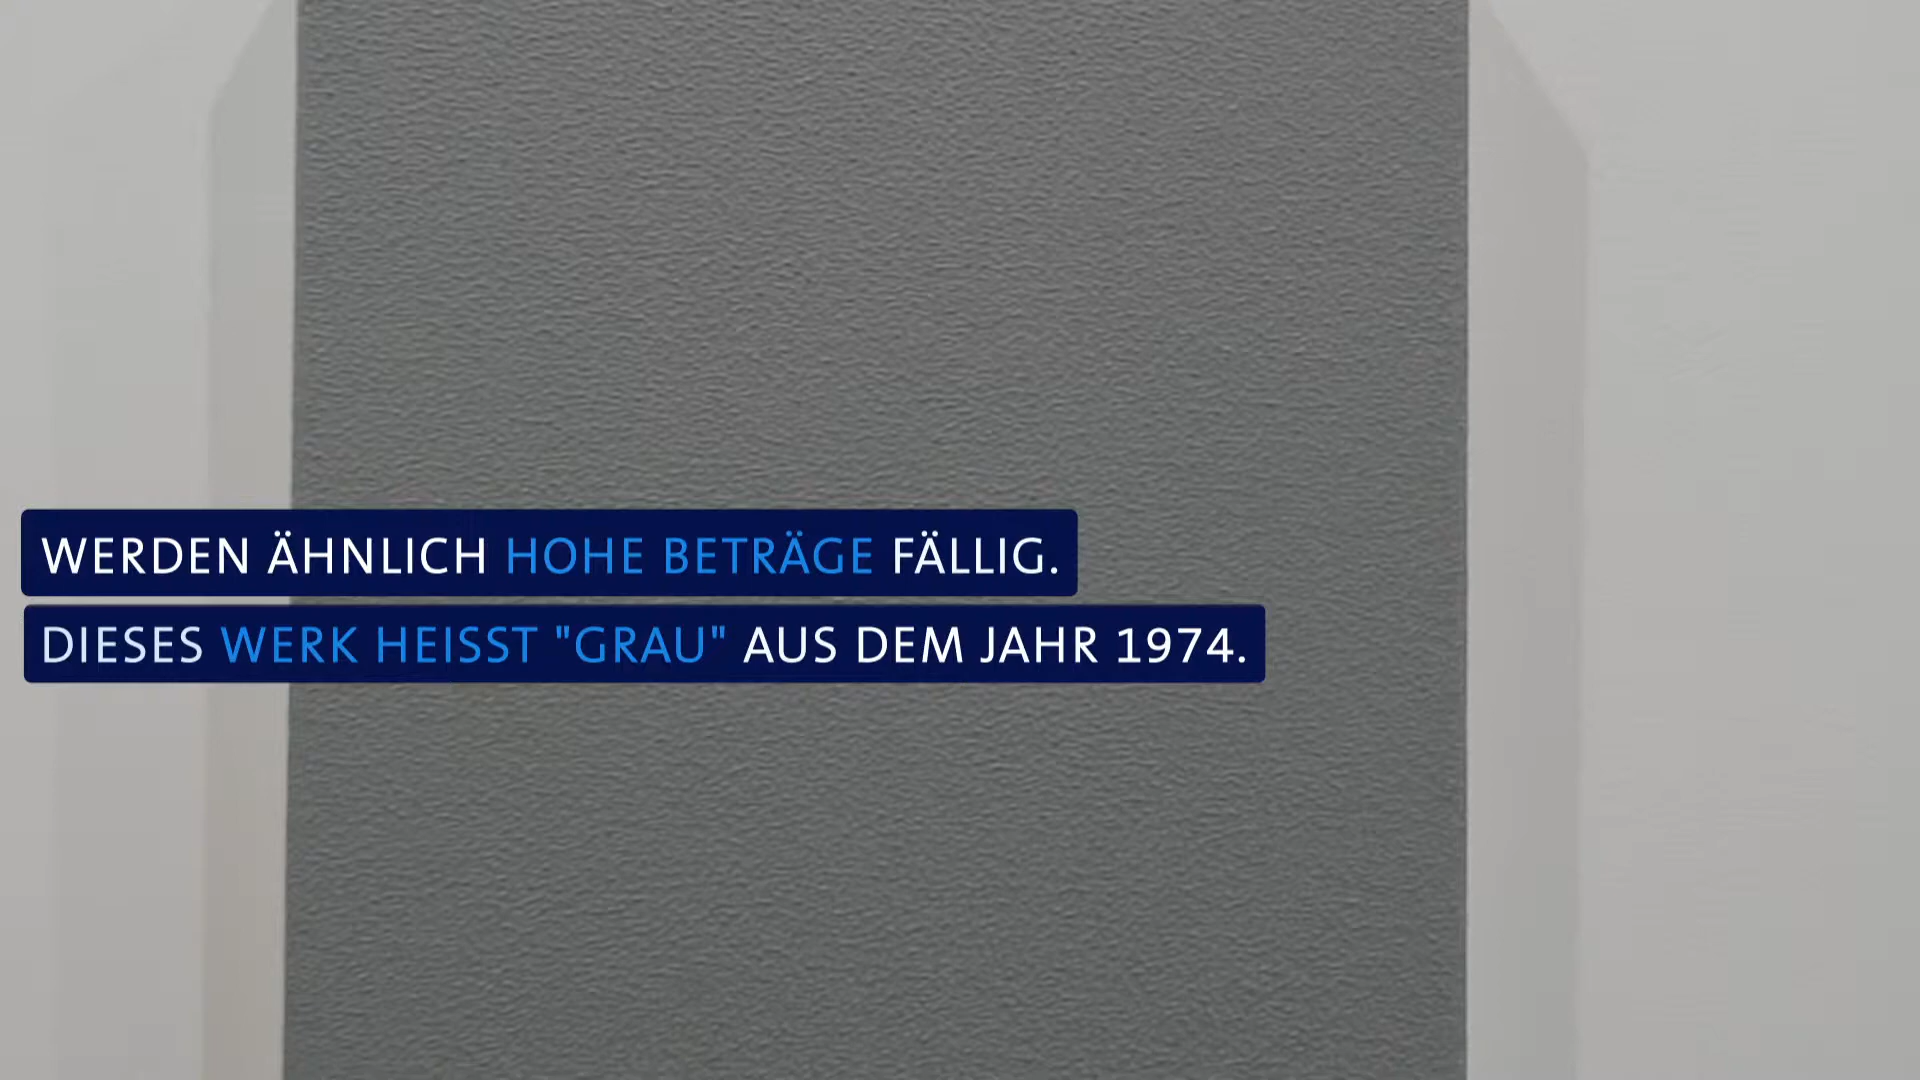 WERDEN ÄHNLICH HOHE BETRÄGE FÄLLIG.
DIESES WERK HEISST "GRAU" AUS DEM JAHR 1974.